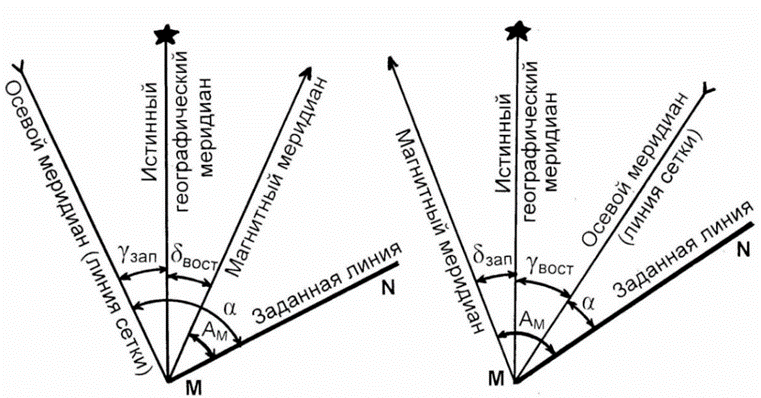 Осевой меридиан (линия сетки)
Истинный
географический
меридиан
Магнитный меридиан
γзап
δвост
α
Aм
Заданная линия
N
M
Магнитный меридиан
Истинный
географический
меридиан
Осевой меридиан
(линия сетки)
δзап
γвост
α
Aм
Заданная линия
N
M